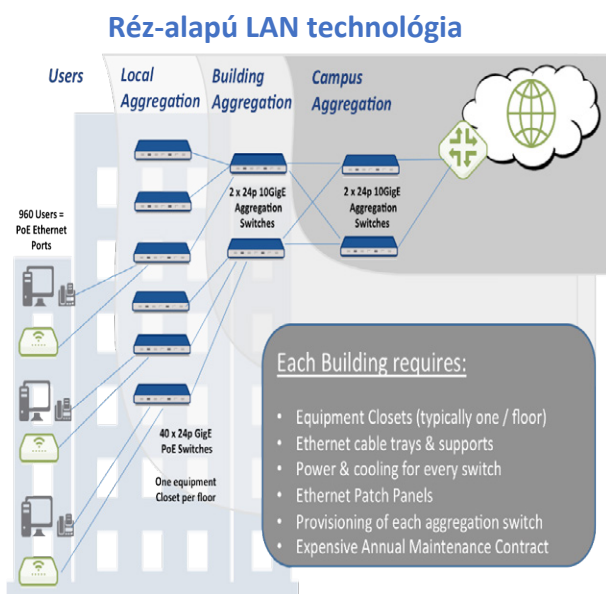 Réz-alapú LAN technológia
Users
Local
Aggregation
Building
Aggregation
Campus
Aggregation
960 Users =
PoE Ethernet
Ports
2 x 24p 10GigE
Aggregation
Switches
2 x 24p 10GigE
Aggregation
Switches
40 x 24p GigE
PoE Switches
One equipment
Closet per floor
Each Building requires:
• Equipment Closets (typically one / floor)
• Ethernet cable trays & supports
• Power & cooling for every switch
• Ethernet Patch Panels
• Provisioning of each aggregation switch
• Expensive Annual Maintenance Contract